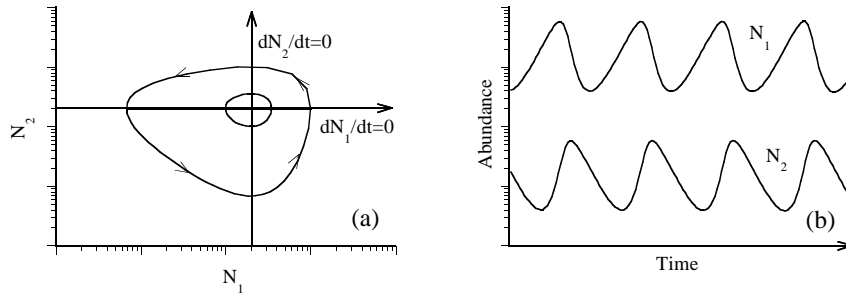 dN₂/dt=0
dN₁/dt=0
N₂
N₁
(a)
N₁
N₂
Abundance
Time
(b)